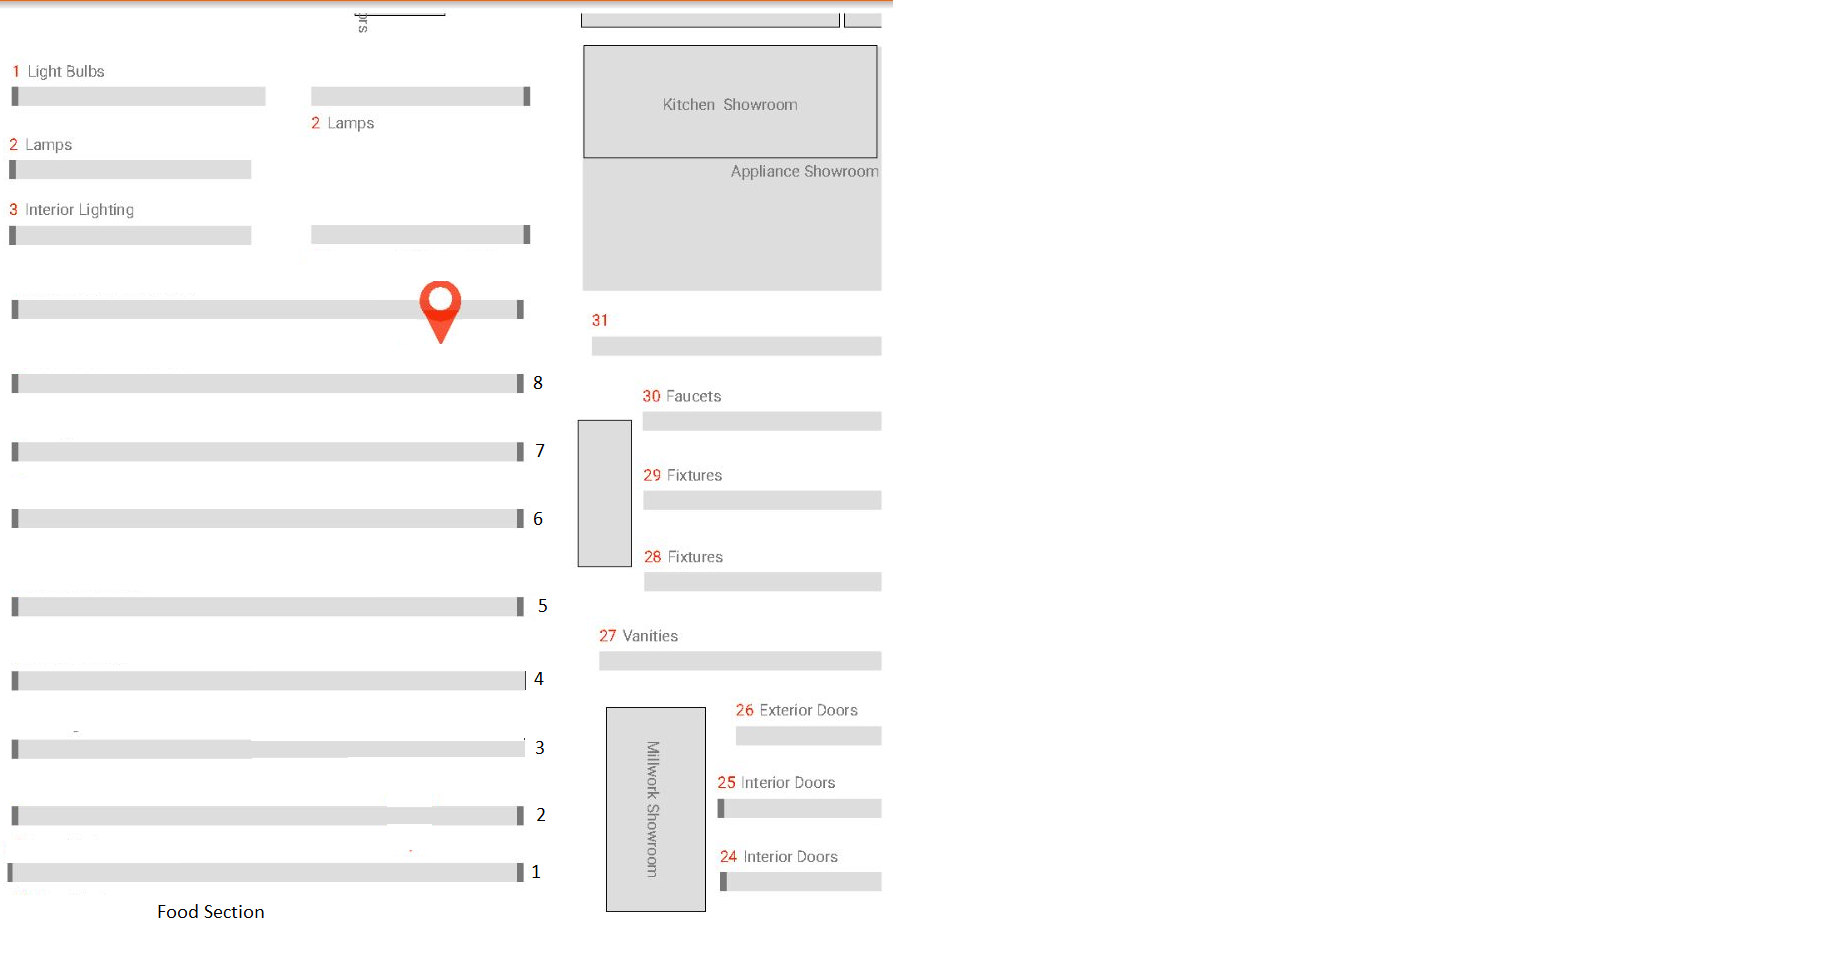 1 Light Bulbs
2 Lamps
2 Lamps
3 Interior Lighting
8
7
6
5
4
3
2
1
Food Section
Kitchen Showroom
Appliance Showroom
31
30 Faucets
29 Fixtures
28 Fixtures
27 Vanities
26 Exterior Doors
Millwork Showroom
25 Interior Doors
24 Interior Doors